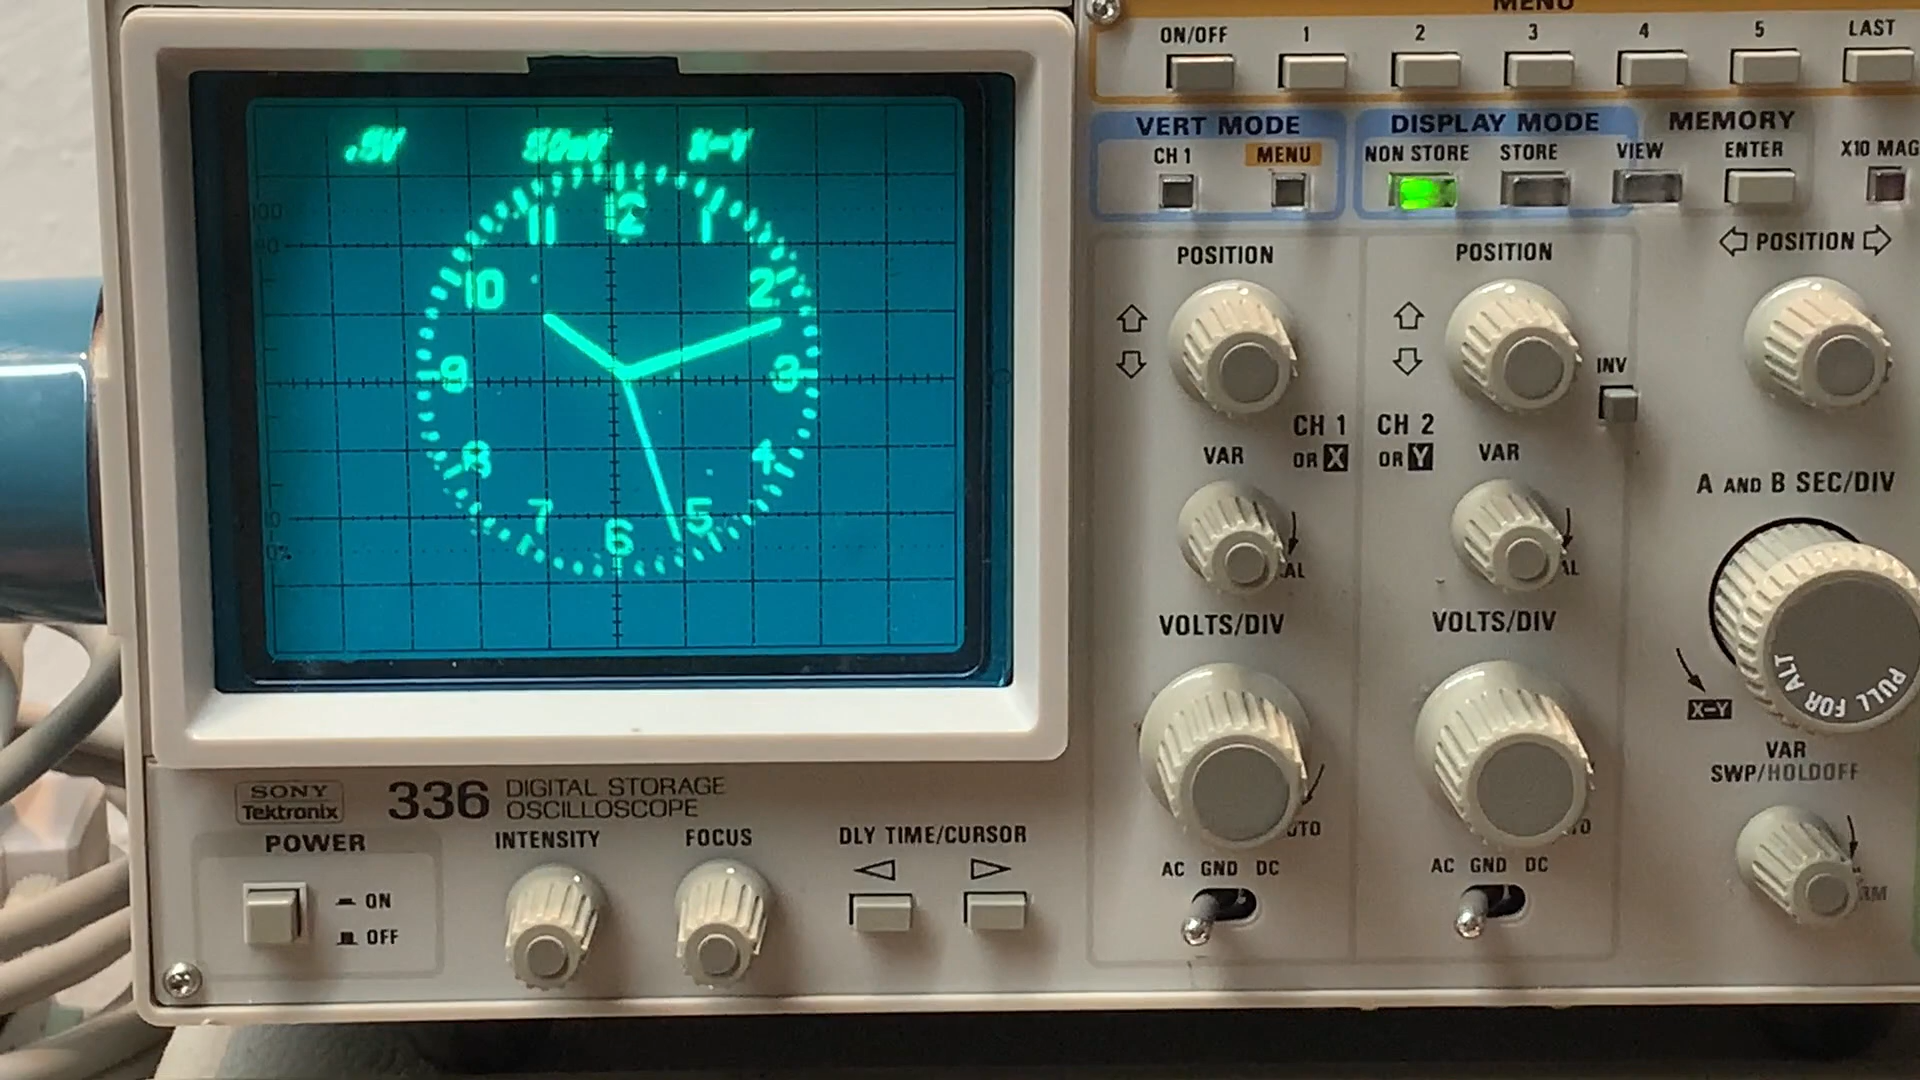 MENU
ON/OFF 1 2 3 4 5 LAST
VERT MODE
CH 1 MENU
DISPLAY MODE
NON STORE STORE VIEW
MEMORY
ENTER
X10 MAG
.5V 50mV X-Y
12
1
2
3
4
5
6
7
8
9
10
11
100
POSITION
POSITION
POSITION
INV
CH 1
OR X
CH 2
OR Y
VAR
VAR
VOLTS/DIV
VOLTS/DIV
A AND B SEC/DIV
PULL FOR ALT
X-Y
VAR
SWP/HOLDOFF
SONY
Tektronix
336 DIGITAL STORAGE
OSCILLOSCOPE
POWER
ON
OFF
INTENSITY
FOCUS
DLY TIME/CURSOR
AC GND DC
AC GND DC